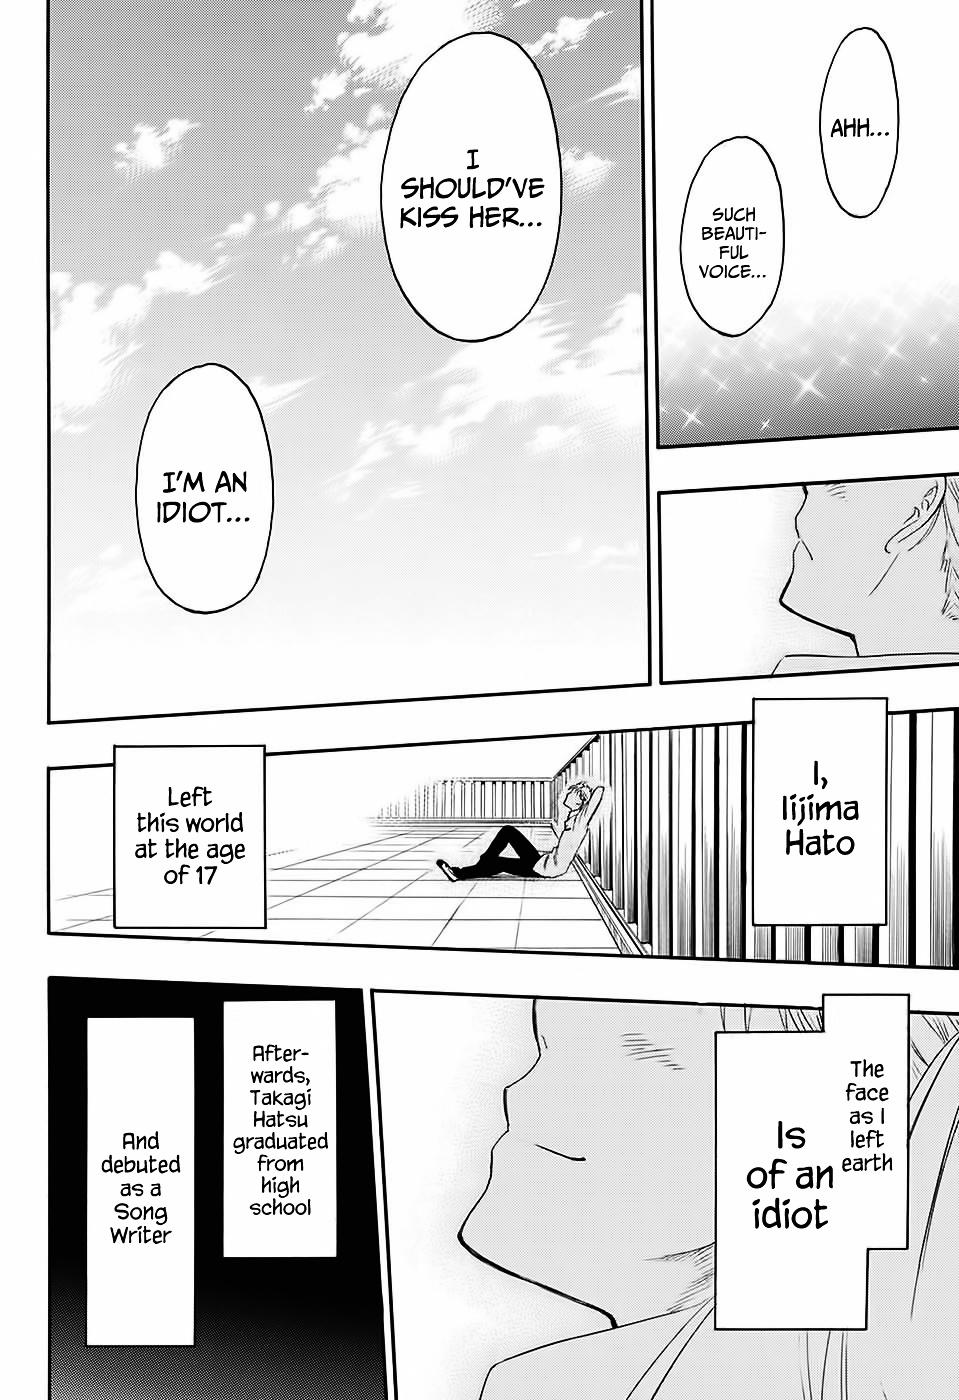 AHH...
SUCH
BEAUTI-
FUL
VOICE...
I
SHOULD'VE
KISS HER...
I'M AN
IDIOT...
I,
Iijima
Hato
Left
this world
at the age
of 17
The
face
as I
left
earth
Is
of an
idiot
After-
wards,
Takagi
Hatsu
graduated
from
high
school
And
debuted
as a
Song
Writer